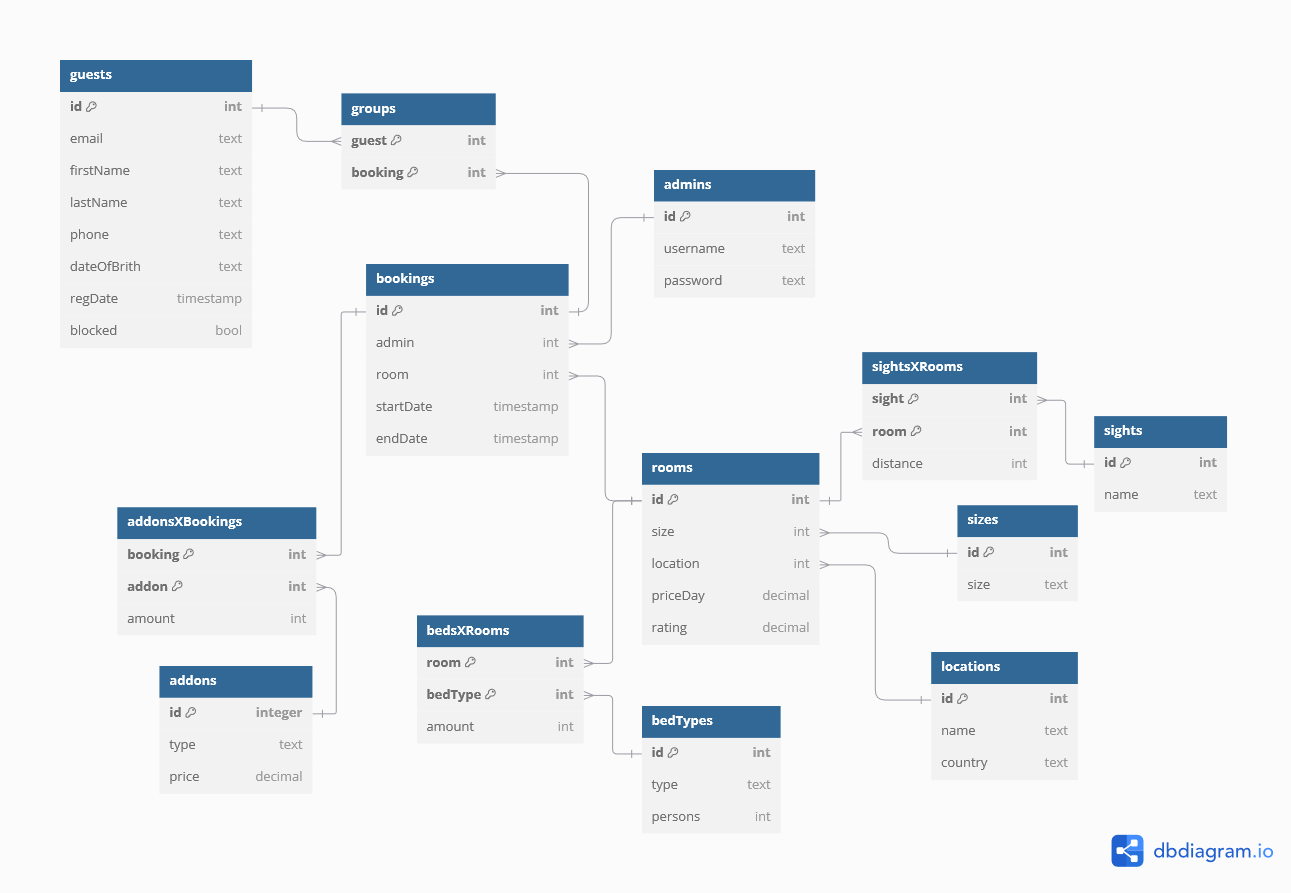 guests
id int
email text
firstName text
lastName text
phone text
dateOfBrith text
regDate timestamp
blocked bool
groups
guest int
booking int
admins
id int
username text
password text
bookings
id int
admin int
room int
startDate timestamp
endDate timestamp
sightsXRooms
sight int
room int
distance int
sights
id int
name text
rooms
id int
size int
location int
priceDay decimal
rating decimal
sizes
id int
size text
addonsXBookings
booking int
addon int
amount int
bedsXRooms
room int
bedType int
amount int
locations
id int
name text
country text
addons
id integer
type text
price decimal
bedTypes
id int
type text
persons int
dbdiagram.io